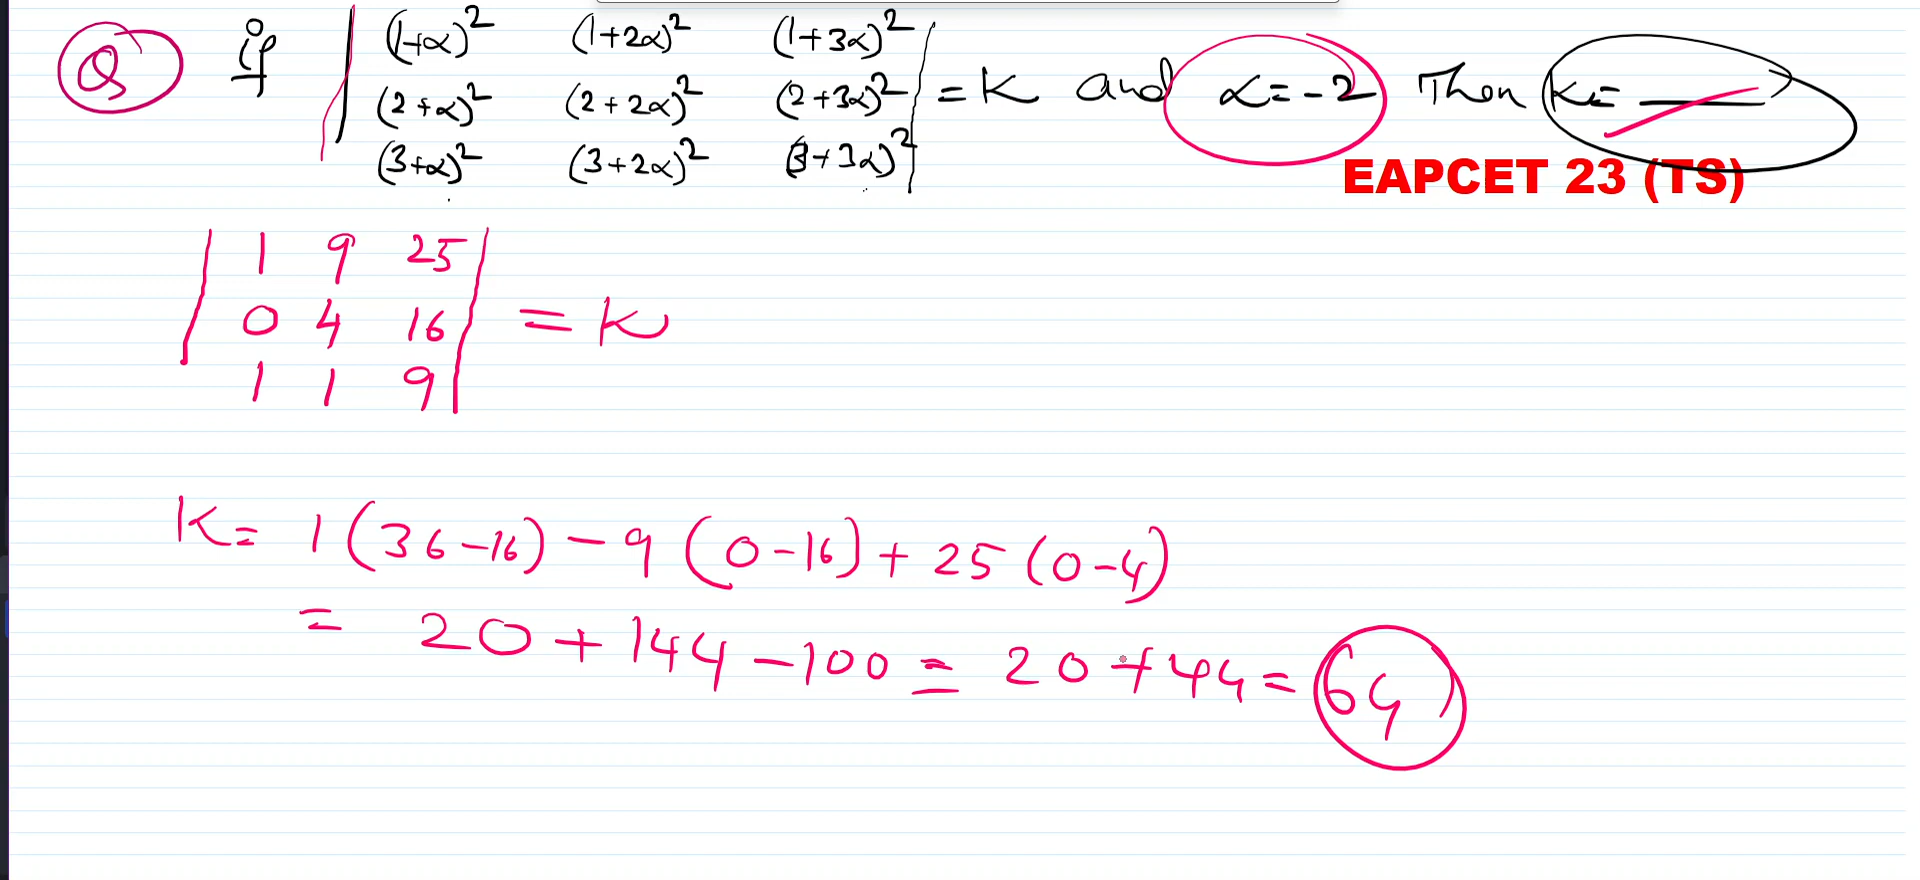 Q if | (1+α)² (1+2α)² (1+3α)² |
(2+α)² (2+2α)² (2+3α)² = K and α=-2 Then K= ___
(3+α)² (3+2α)² (3+3α)²
EAPCET 23 (TS)
| 1 9 25 |
0 4 16 = K
1 1 9
K= 1(36-16) - 9(0-16) + 25(0-4)
= 20 + 144 - 100 = 20 + 44 = 64